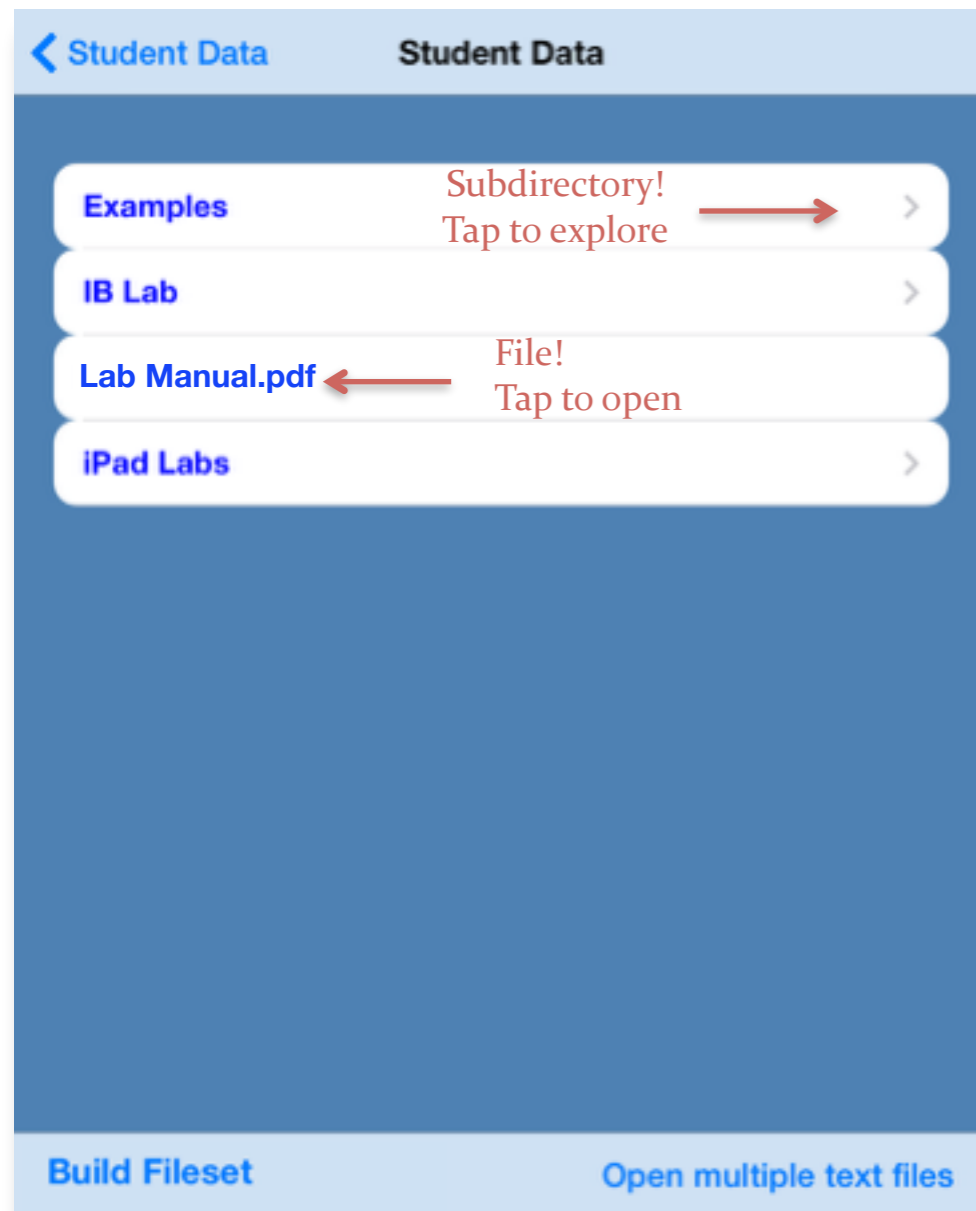 Student Data Student Data
Examples
Subdirectory!
Tap to explore
IB Lab
Lab Manual.pdf
File!
Tap to open
iPad Labs
Build Fileset Open multiple text files